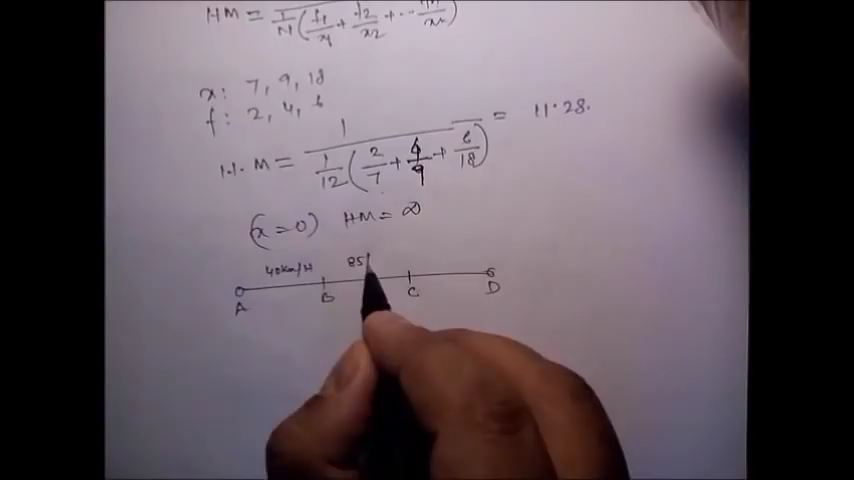 HM = 1/N(f1/x1 + f2/x2 + ... /xn)
x: 7, 9, 18
f: 2, 4, 6
H.M = 1 / 1/12(2/7 + 4/9 + 6/18) = 11.28.
(x=0) HM = ∞
40Km/H 85
A B C D